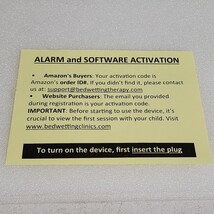 ALARM and SOFTWARE ACTIVATION
• Amazon's Buyers: Your activation code is
Amazon's order ID#. If you didn't find it, please contact
us at: support@bedwettingtherapy.com
• Website Purchasers: The email you provided
during registration is your activation code.
IMPORTANT: Before starting to use the device, it's
crucial to view the first session with your child. Visit
www.bedwettingclinics.com
To turn on the device, first insert the plug